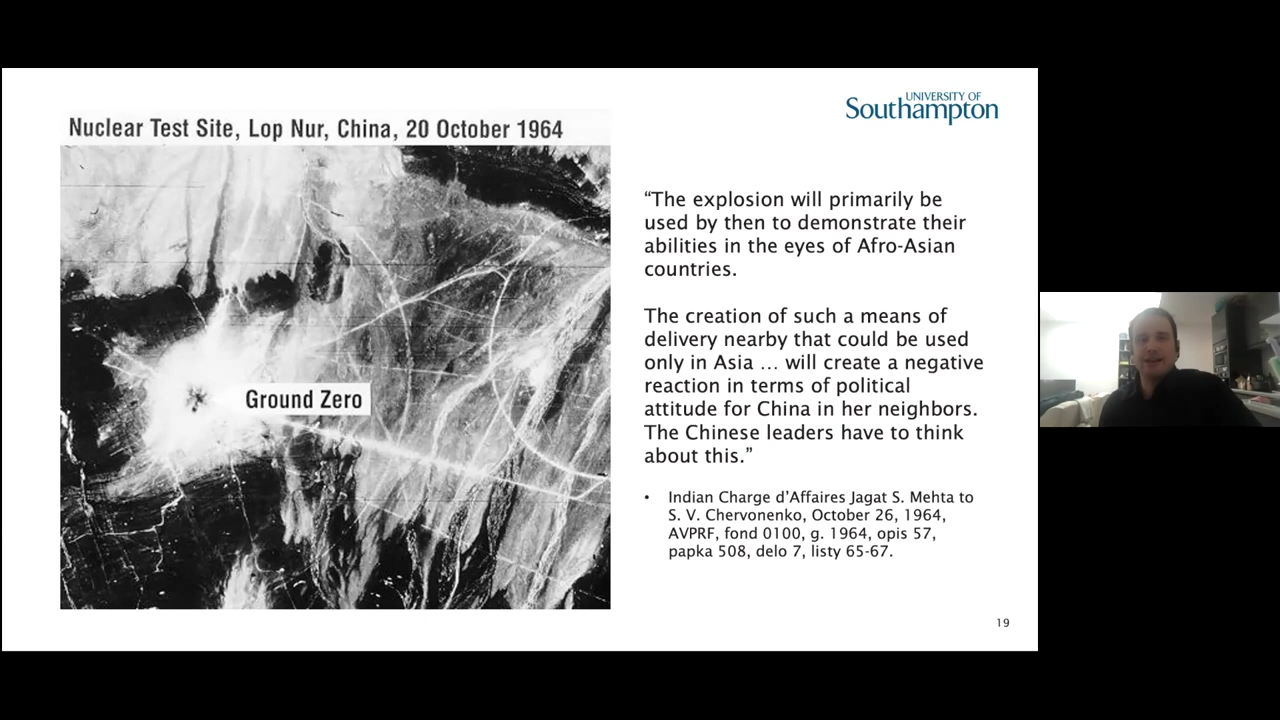 Nuclear Test Site, Lop Nur, China, 20 October 1964
UNIVERSITY OF
Southampton
Ground Zero
“The explosion will primarily be
used by then to demonstrate their
abilities in the eyes of Afro-Asian
countries.
The creation of such a means of
delivery nearby that could be used
only in Asia … will create a negative
reaction in terms of political
attitude for China in her neighbors.
The Chinese leaders have to think
about this.”
• Indian Charge d’Affaires Jagat S. Mehta to
S. V. Chervonenko, October 26, 1964,
AVPRF, fond 0100, g. 1964, opis 57,
papka 508, delo 7, listy 65-67.
19